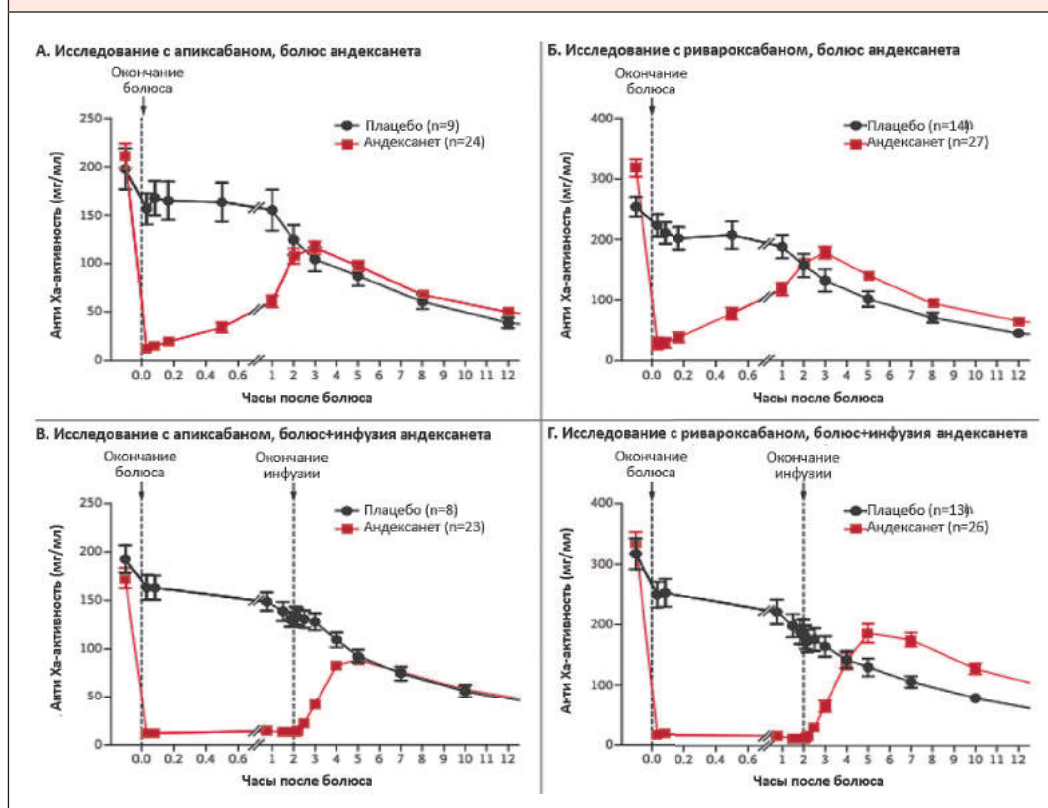 А. Исследование с апиксабаном, болюс андексанета
Окончание
болюса
Плацебо (n=9)
Андексанет (n=24)
Анти Ха-активность (мг/мл)
250
200
150
100
50
0
0.0 0.2 0.4 0.6 1 2 3 4 5 6 7 8 9 10 11 12
Часы после болюса
Б. Исследование с ривароксабаном, болюс андексанета
Окончание
болюса
Плацебо (n=14)
Андексанет (n=27)
Анти Ха-активность (мг/мл)
400
300
200
100
0
0.0 0.2 0.4 0.6 1 2 3 4 5 6 7 8 9 10 11 12
Часы после болюса
В. Исследование с апиксабаном, болюс+инфузия андексанета
Окончание
болюса
Окончание
инфузии
Плацебо (n=8)
Андексанет (n=23)
Анти Ха-активность (мг/мл)
250
200
150
100
50
0
0.0 0.2 0.4 0.6 1 2 3 4 5 6 7 8 9 10 11 12
Часы после болюса
Г. Исследование с ривароксабаном, болюс+инфузия андексанета
Окончание
болюса
Окончание
инфузии
Плацебо (n=13)
Андексанет (n=26)
Анти Ха-активность (мг/мл)
400
300
200
100
0
0.0 0.2 0.4 0.6 1 2 3 4 5 6 7 8 9 10 11 12
Часы после болюса